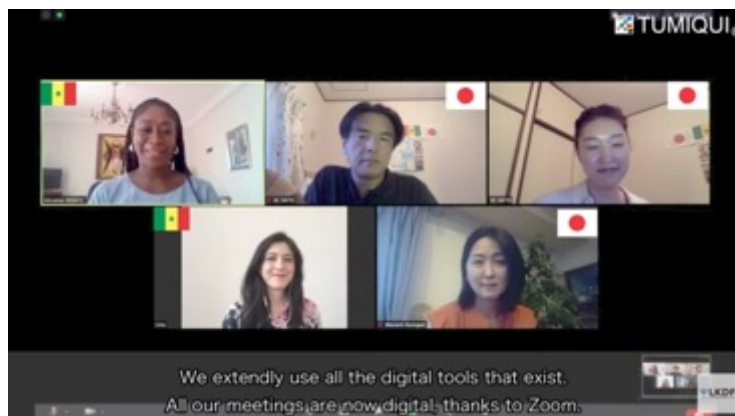 TUMIQUI
We extendly use all the digital tools that exist.
All our meetings are now digital, thanks to Zoom.
LKDF